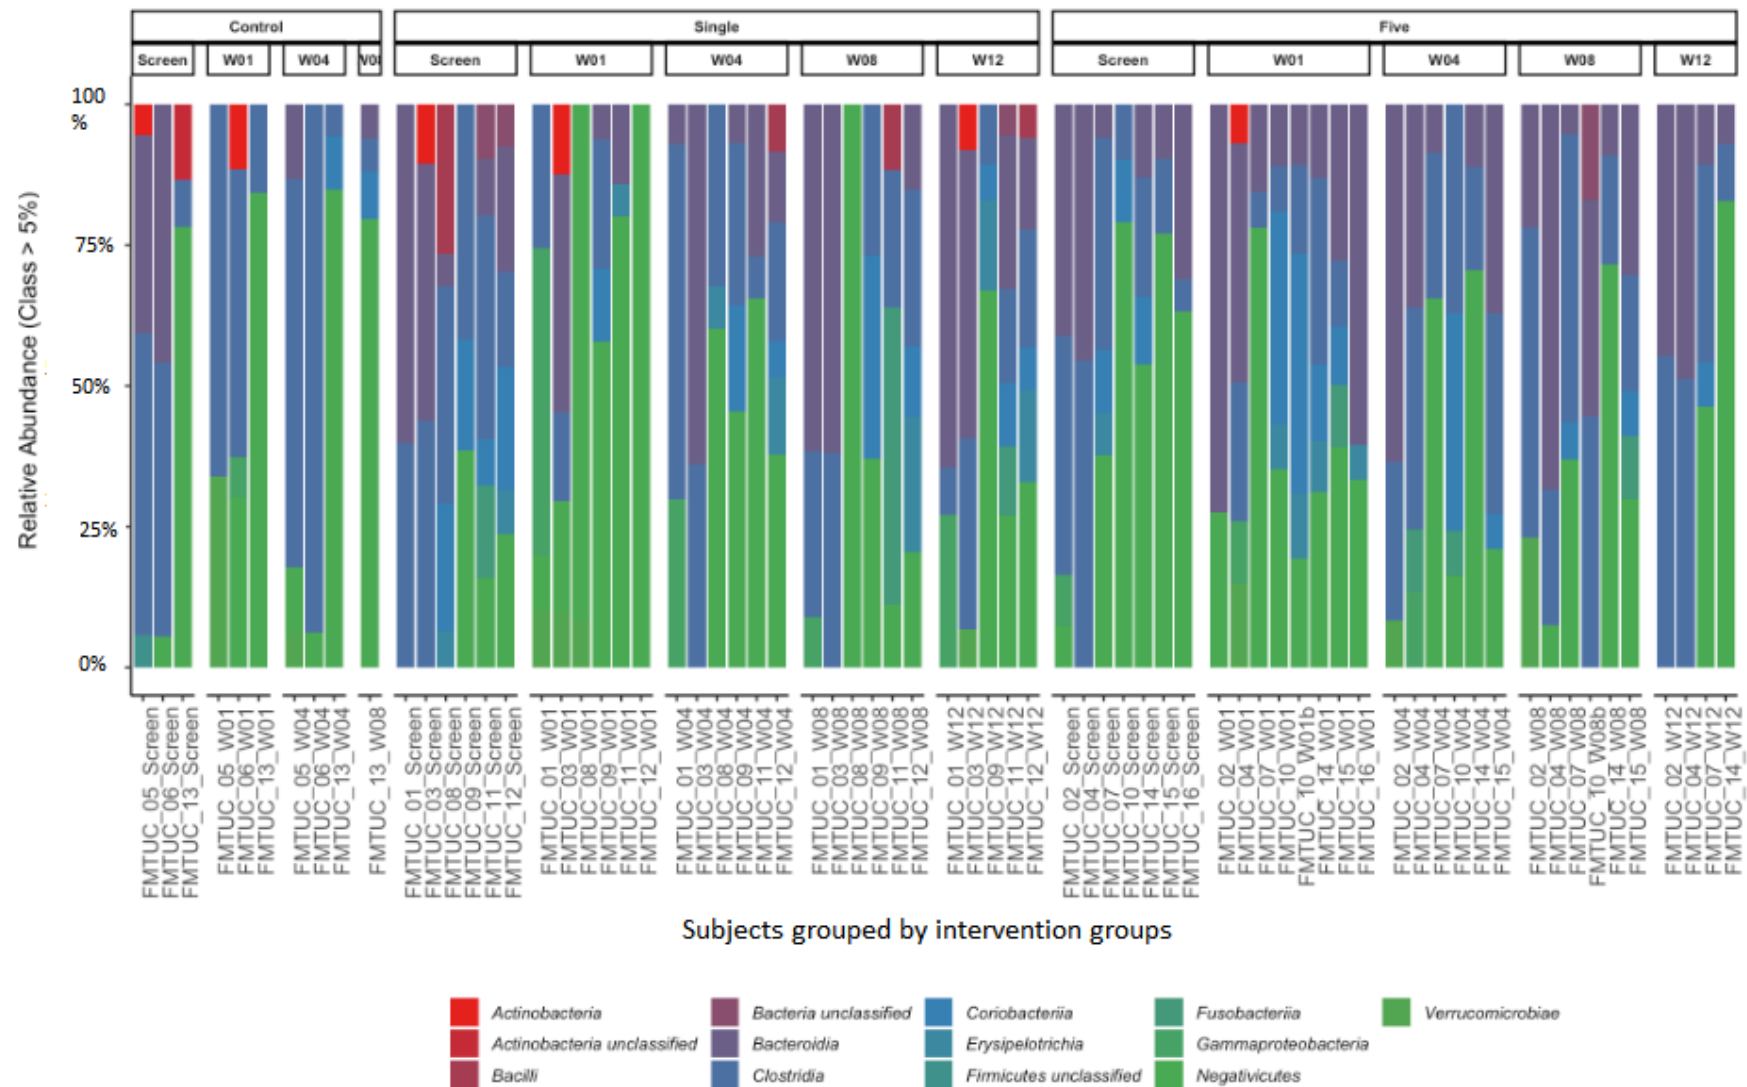 Control Single Five
Screen W01 W04 W08 Screen W01 W04 W08 W12 Screen W01 W04 W08 W12
Relative Abundance (Class > 5%)
100
%
75%
50%
25%
0%
FMTUC_05_Screen
FMTUC_06_Screen
FMTUC_13_Screen
FMTUC_05_W01
FMTUC_06_W01
FMTUC_13_W01
FMTUC_05_W04
FMTUC_06_W04
FMTUC_13_W04
FMTUC_13_W08
FMTUC_01_Screen
FMTUC_03_Screen
FMTUC_08_Screen
FMTUC_09_Screen
FMTUC_11_Screen
FMTUC_12_Screen
FMTUC_01_W01
FMTUC_03_W01
FMTUC_08_W01
FMTUC_09_W01
FMTUC_11_W01
FMTUC_12_W01
FMTUC_01_W04
FMTUC_03_W04
FMTUC_08_W04
FMTUC_09_W04
FMTUC_11_W04
FMTUC_12_W04
FMTUC_01_W08
FMTUC_03_W08
FMTUC_08_W08
FMTUC_09_W08
FMTUC_11_W08
FMTUC_12_W08
FMTUC_01_W12
FMTUC_03_W12
FMTUC_09_W12
FMTUC_11_W12
FMTUC_12_W12
FMTUC_02_Screen
FMTUC_04_Screen
FMTUC_07_Screen
FMTUC_10_Screen
FMTUC_14_Screen
FMTUC_15_Screen
FMTUC_16_Screen
FMTUC_02_W01
FMTUC_04_W01
FMTUC_07_W01
FMTUC_10_W01
FMTUC_10_W01b
FMTUC_14_W01
FMTUC_15_W01
FMTUC_16_W01
FMTUC_02_W04
FMTUC_04_W04
FMTUC_07_W04
FMTUC_10_W04
FMTUC_14_W04
FMTUC_15_W04
FMTUC_02_W08
FMTUC_04_W08
FMTUC_07_W08
FMTUC_10_W08b
FMTUC_14_W08
FMTUC_15_W08
FMTUC_02_W12
FMTUC_04_W12
FMTUC_07_W12
FMTUC_14_W12
Subjects grouped by intervention groups
Actinobacteria Bacteria unclassified Coriobacteriia Fusobacteriia Verrucomicrobiae
Actinobacteria unclassified Bacteroidia Erysipelotrichia Gammaproteobacteria
Bacilli Clostridia Firmicutes unclassified Negativicutes